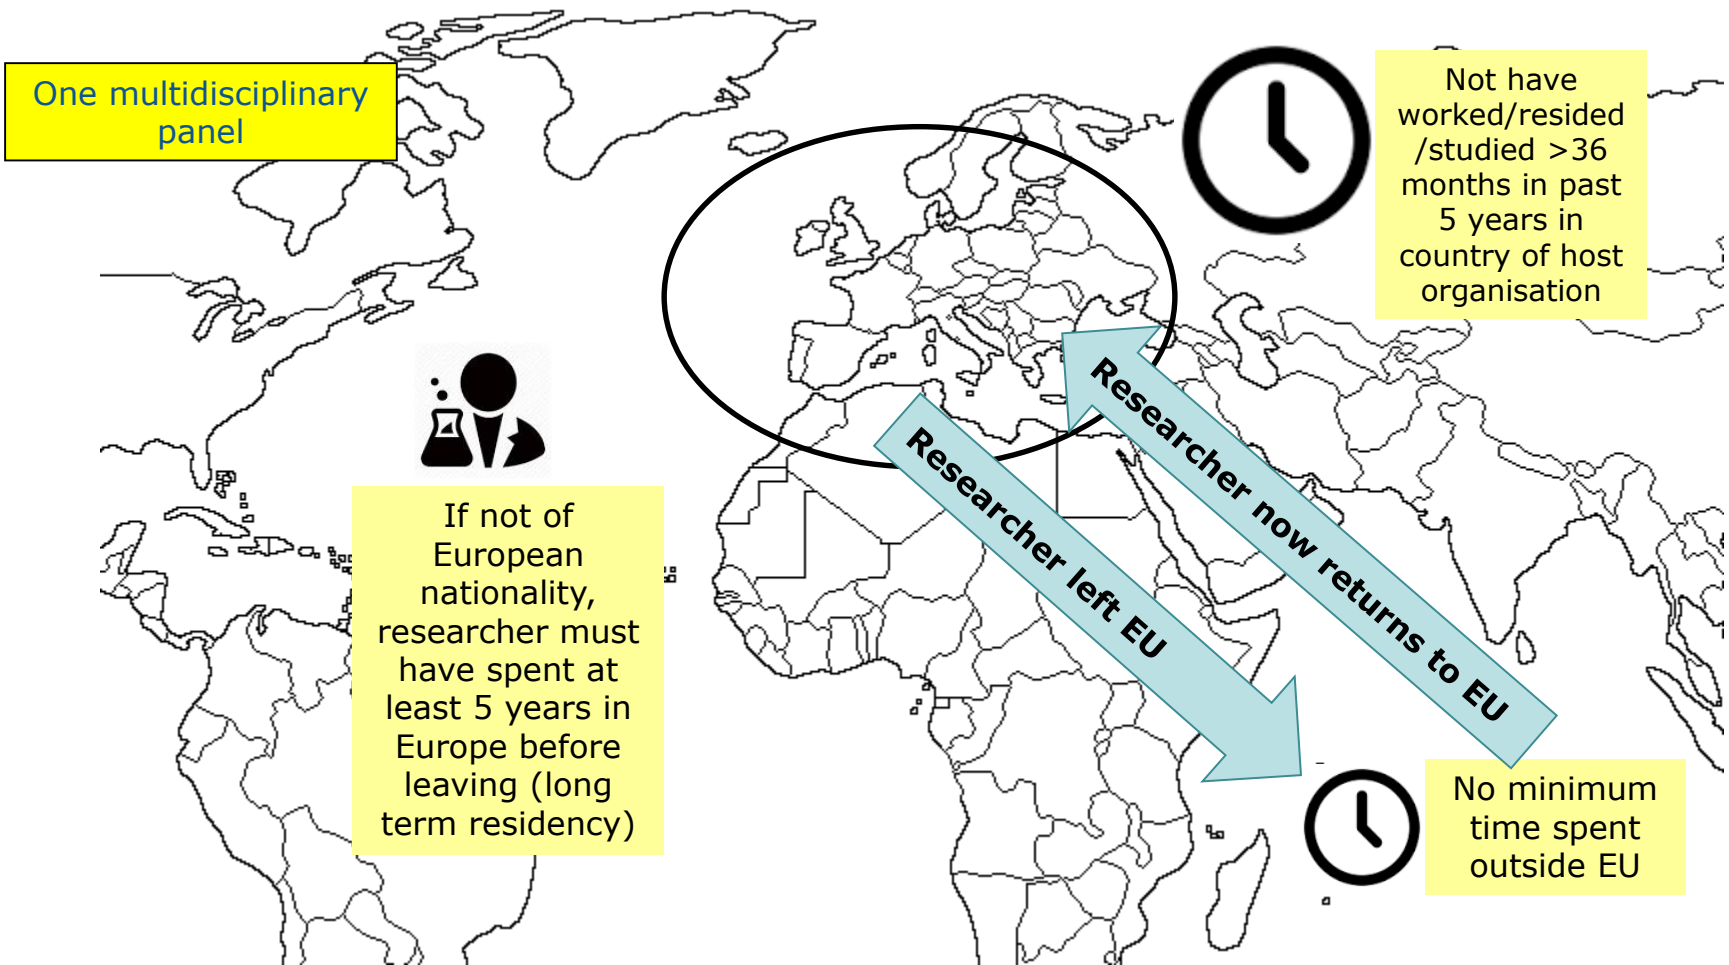 One multidisciplinary
panel
Not have
worked/resided
/studied >36
months in past
5 years in
country of host
organisation
If not of
European
nationality,
researcher must
have spent at
least 5 years in
Europe before
leaving (long
term residency)
Researcher left EU
Researcher now returns to EU
No minimum
time spent
outside EU